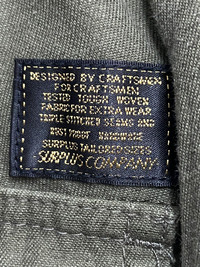 DESIGNED BY CRAFTSMEN
FOR CRAFTSMEN
TESTED TOUGH WOVEN
FABRIC FOR EXTRA WEAR
TRIPLE STITCHED SEAMS AND
RUST PROOF HARDWARE
SURPLUS TAILORED SIZES
SURPLUS COMPANY